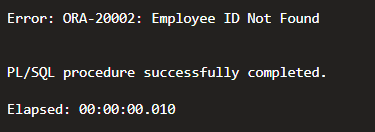 Error: ORA-20002: Employee ID Not Found
PL/SQL procedure successfully completed.
Elapsed: 00:00:00.010